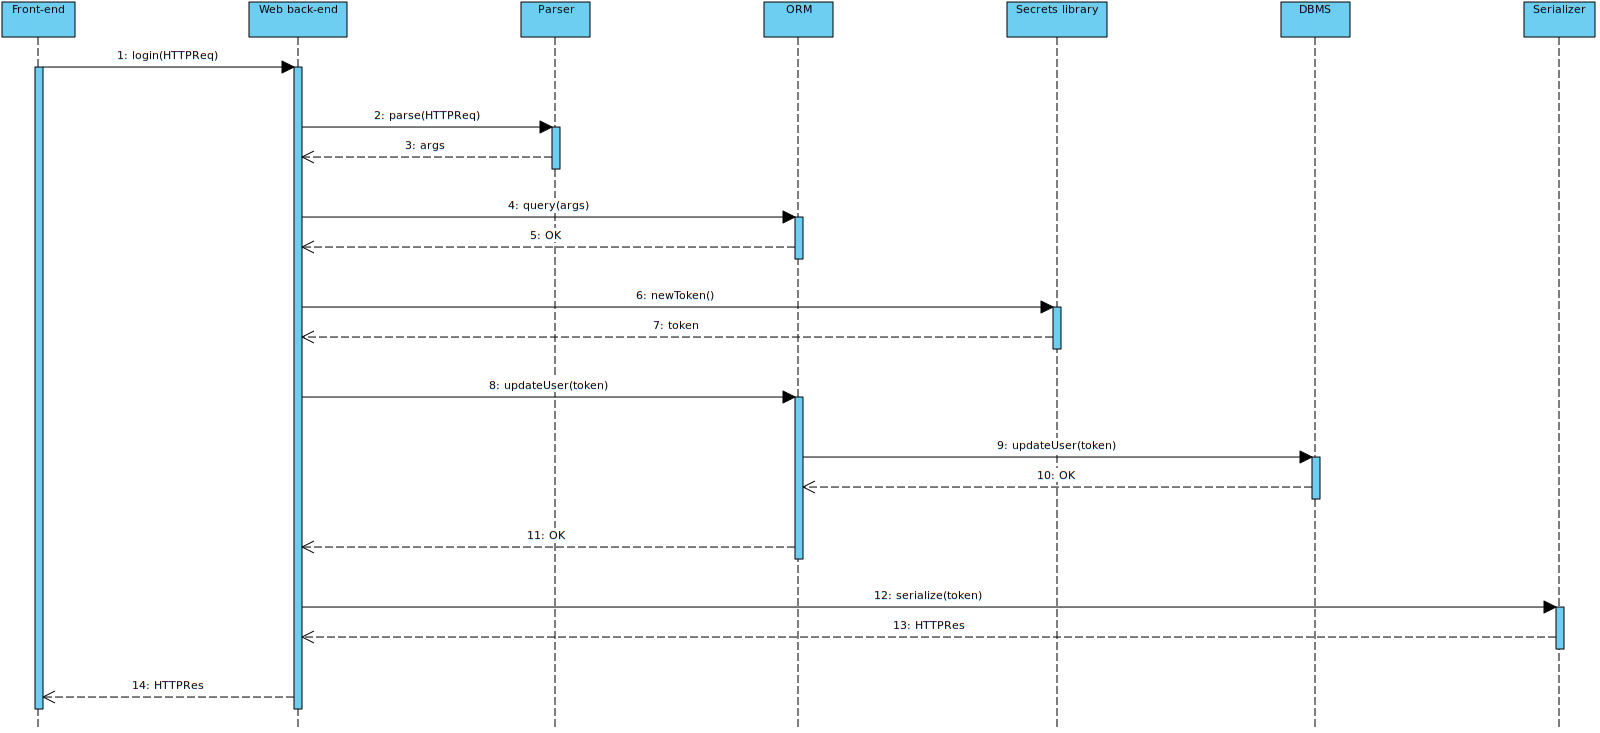 Front-end
Web back-end
Parser
ORM
Secrets library
DBMS
Serializer
1: login(HTTPReq)
2: parse(HTTPReq)
3: args
4: query(args)
5: OK
6: newToken()
7: token
8: updateUser(token)
9: updateUser(token)
10: OK
11: OK
12: serialize(token)
13: HTTPRes
14: HTTPRes